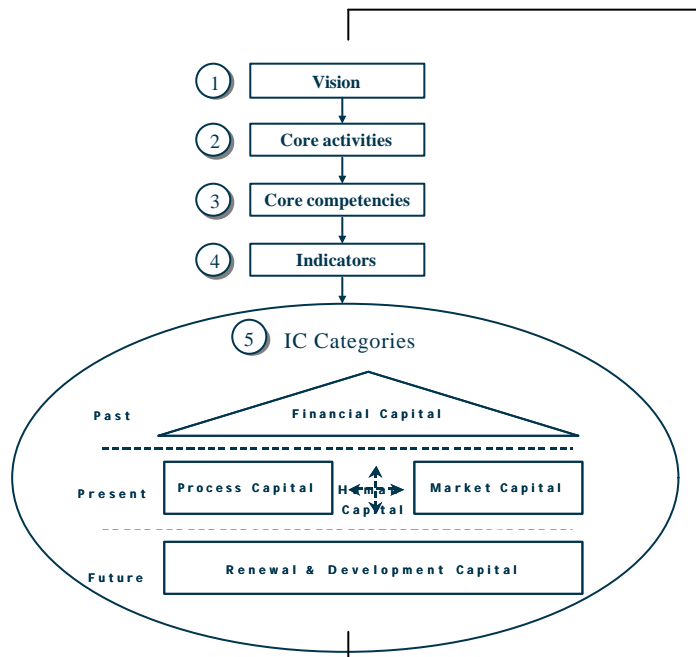 1 Vision
2 Core activities
3 Core competencies
4 Indicators
5 IC Categories
Past Financial Capital
Present Process Capital Market Capital
Capital
Future Renewal & Development Capital